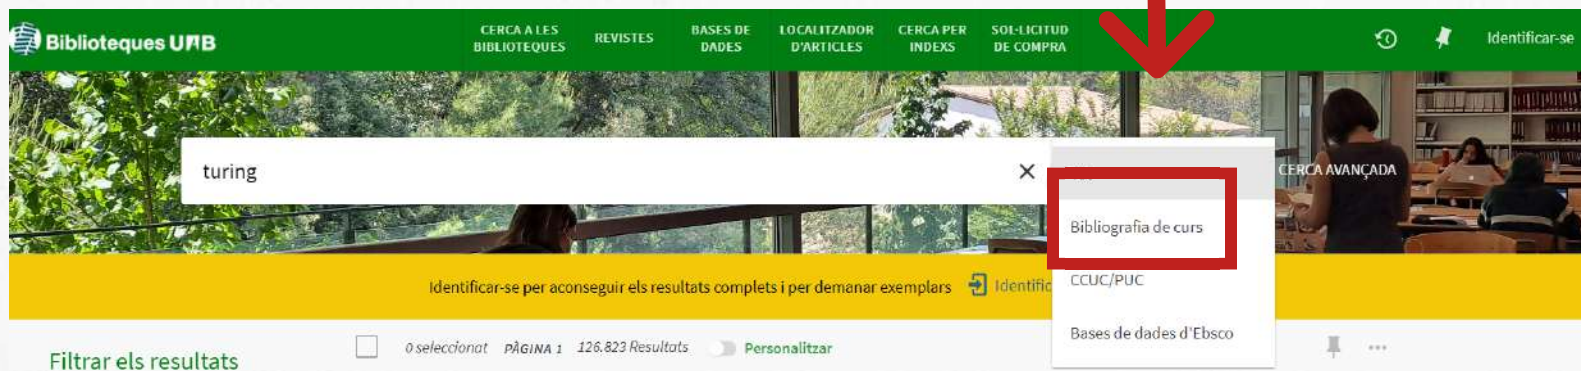 Biblioteques UAB
CERCA A LES
BIBLIOTEQUES
REVISTES
BASES DE
DADES
LOCALITZADOR
D'ARTICLES
CERCA PER
INDEXS
SOL·LICITUD
DE COMPRA
Identificar-se
turing
CERCA AVANÇADA
Bibliografia de curs
CCUC/PUC
Bases de dades d'Ebsco
Identificar-se per aconseguir els resultats complets i per demanar exemplars
Filtrar els resultats
0 seleccionat PÀGINA 1 126.823 Resultats Personalitzar